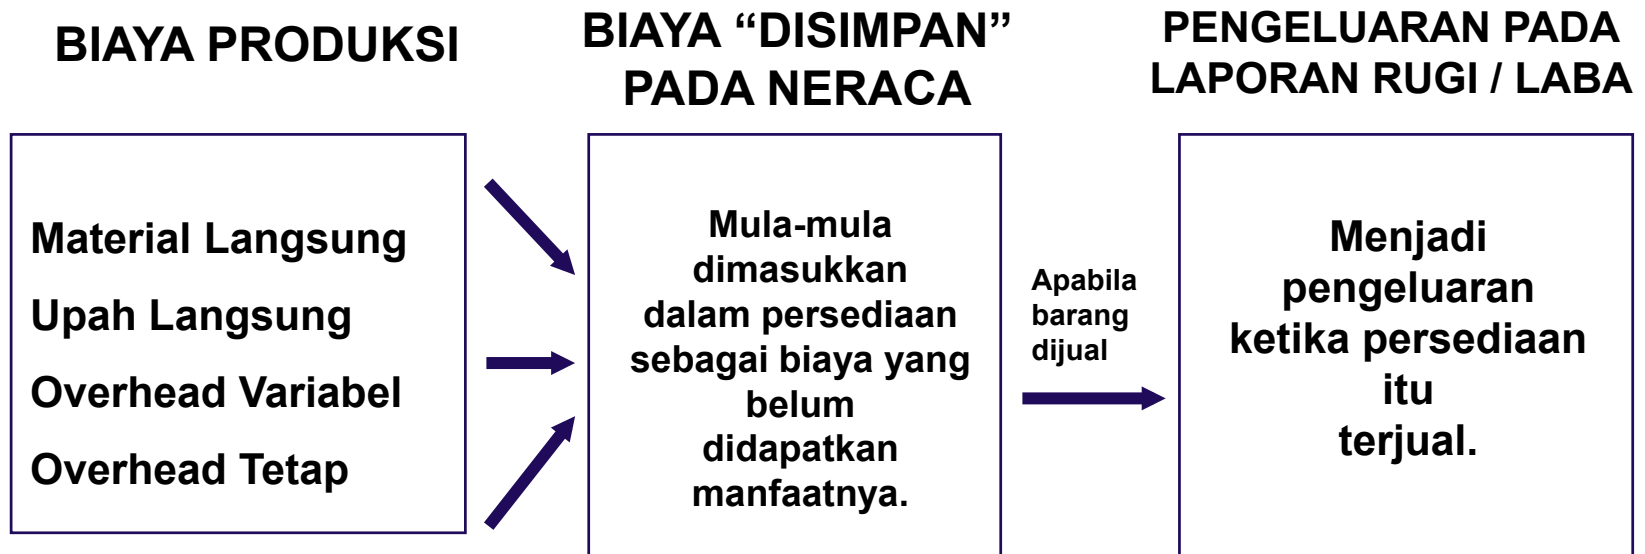 BIAYA PRODUKSI
BIAYA “DISIMPAN”
PADA NERACA
PENGELUARAN PADA
LAPORAN RUGI / LABA
Material Langsung
Upah Langsung
Overhead Variabel
Overhead Tetap
Mula-mula
dimasukkan
dalam persediaan
sebagai biaya yang
belum
didapatkan
manfaatnya.
Apabila
barang
dijual
Menjadi
pengeluaran
ketika persediaan
itu
terjual.